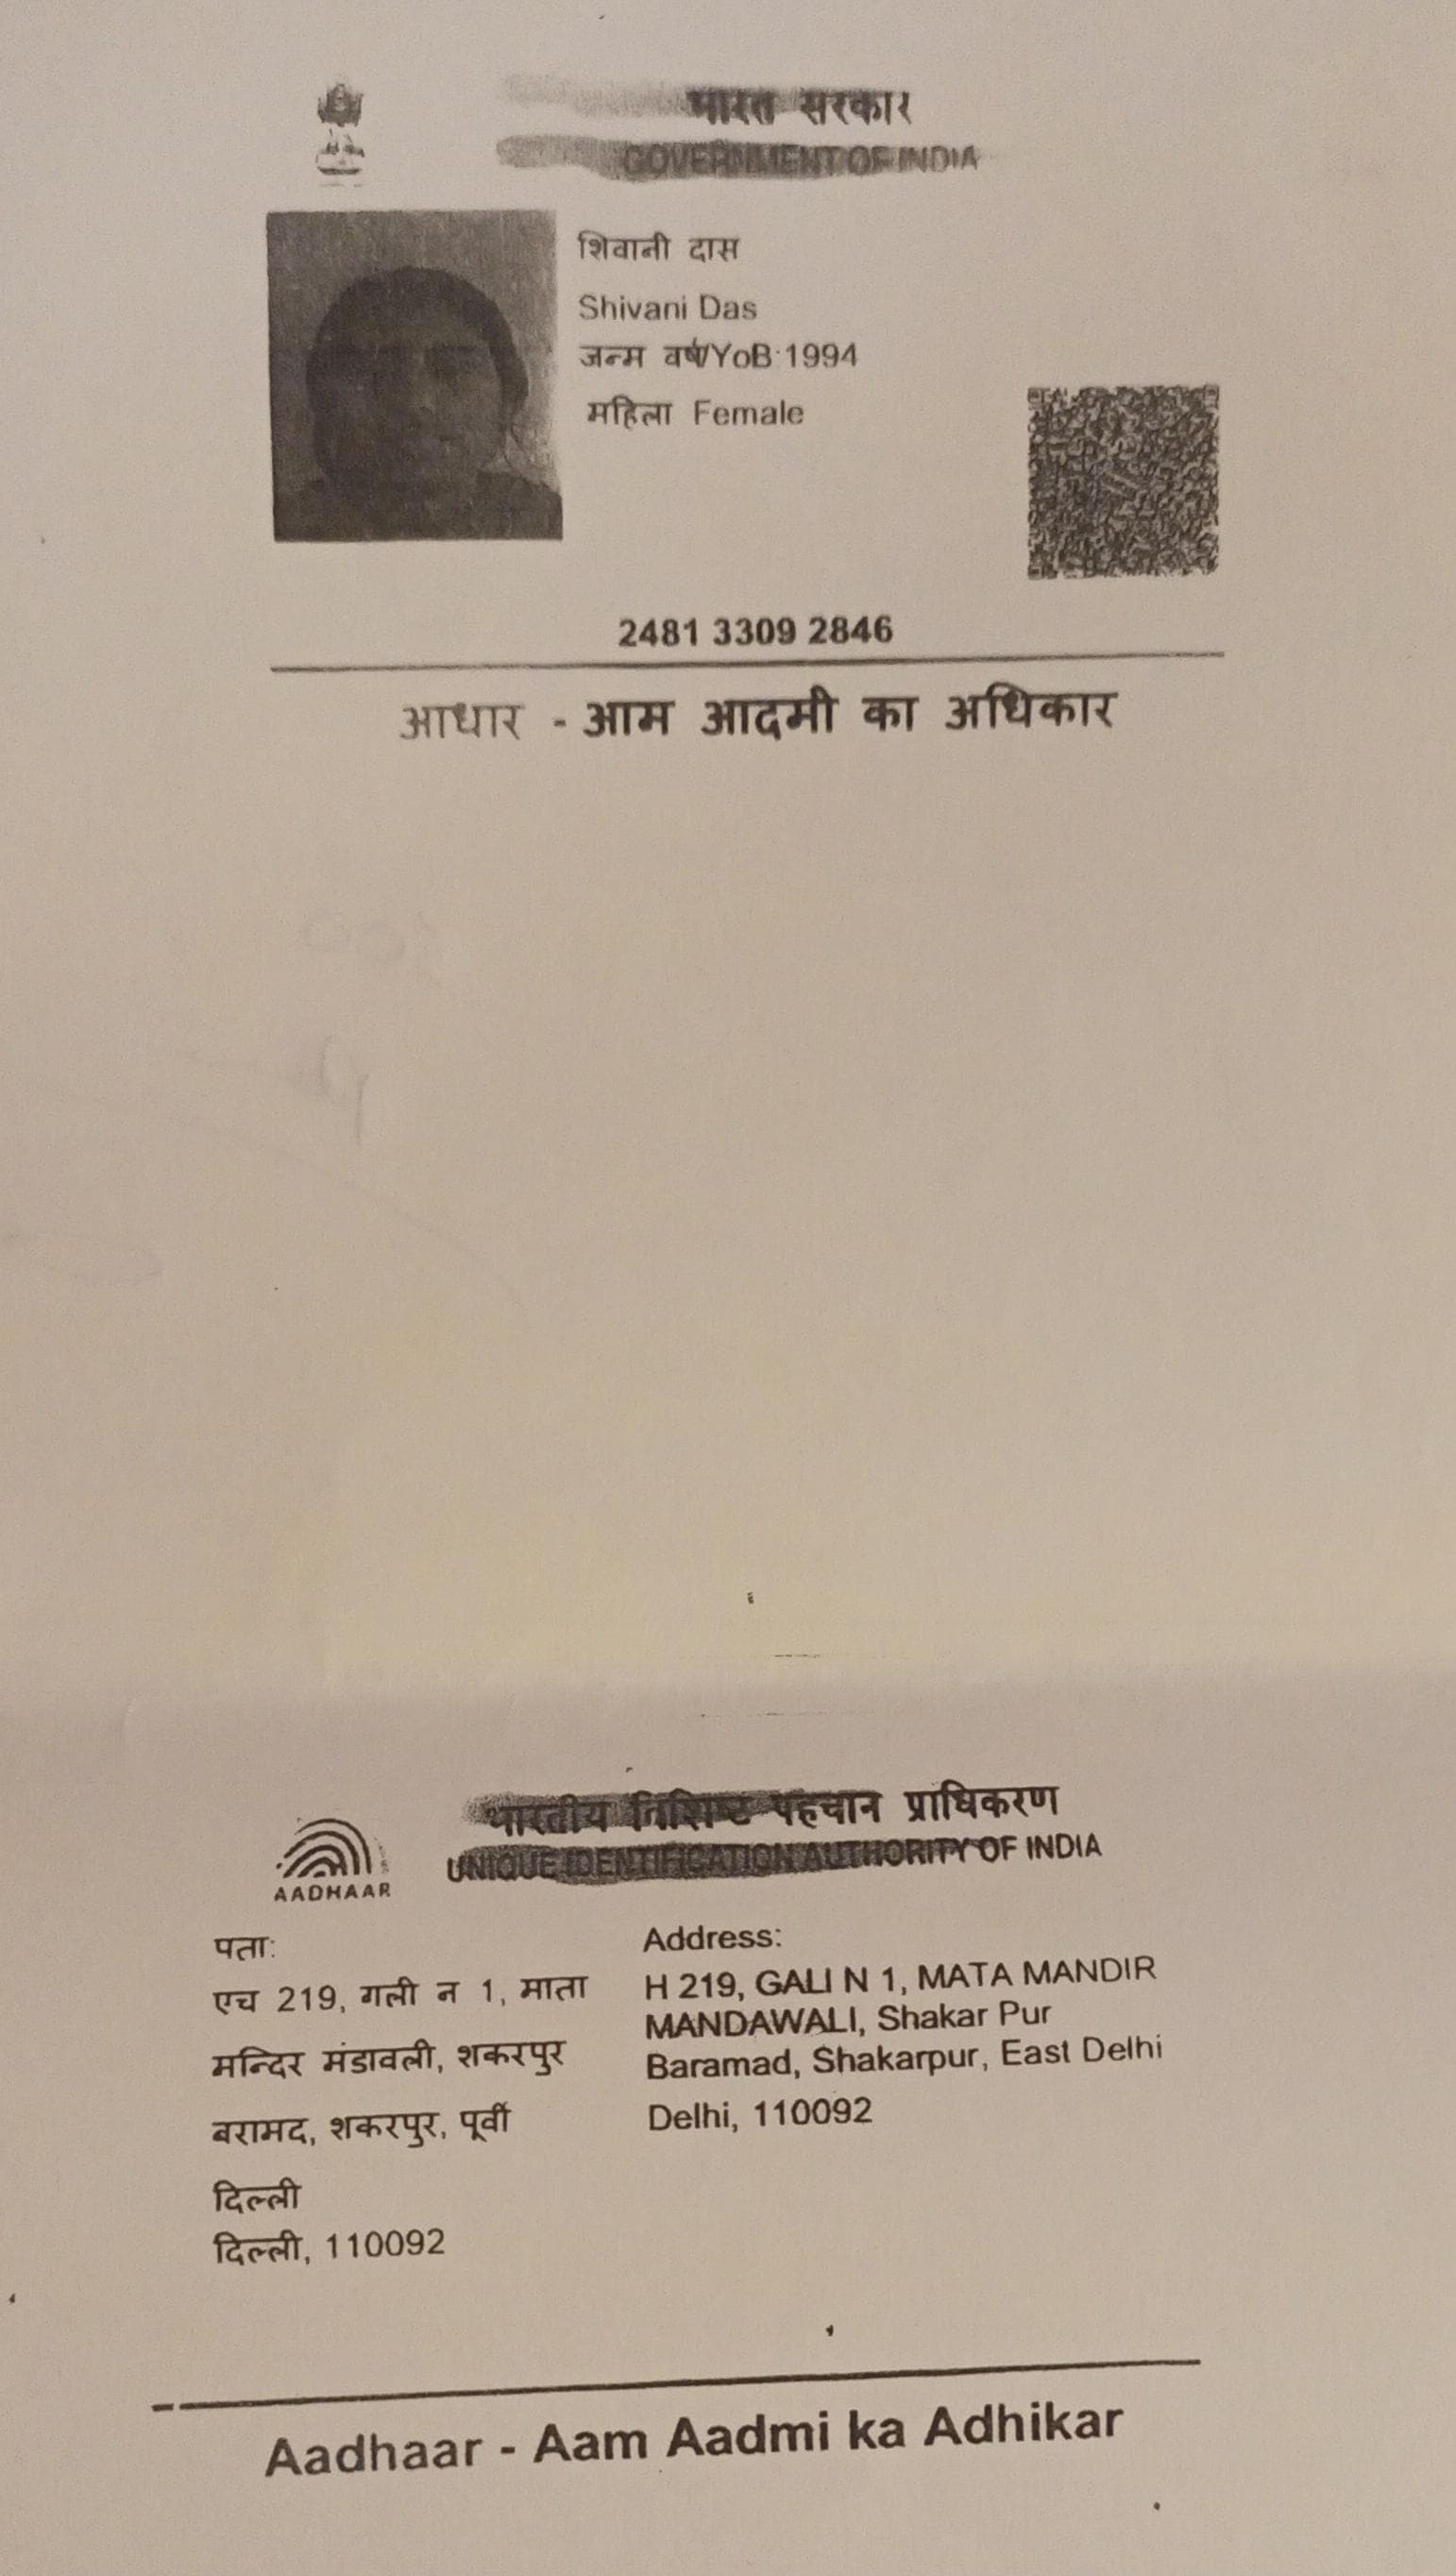 भारत सरकार
GOVERNMENT OF INDIA
शिवानी दास
Shivani Das
जन्म वर्ष/YoB:1994
महिला Female
2481 3309 2846
आधार - आम आदमी का अधिकार
भारतीय विशिष्ट पहचान प्राधिकरण
UNIQUE IDENTIFICATION AUTHORITY OF INDIA
AADHAAR
पता:
एच 219, गली न 1, माता
मन्दिर मंडावली, शकरपुर
बरामद, शकरपुर, पूर्वी
दिल्ली
दिल्ली, 110092
Address:
H 219, GALI N 1, MATA MANDIR
MANDAWALI, Shakar Pur
Baramad, Shakarpur, East Delhi
Delhi, 110092
Aadhaar - Aam Aadmi ka Adhikar